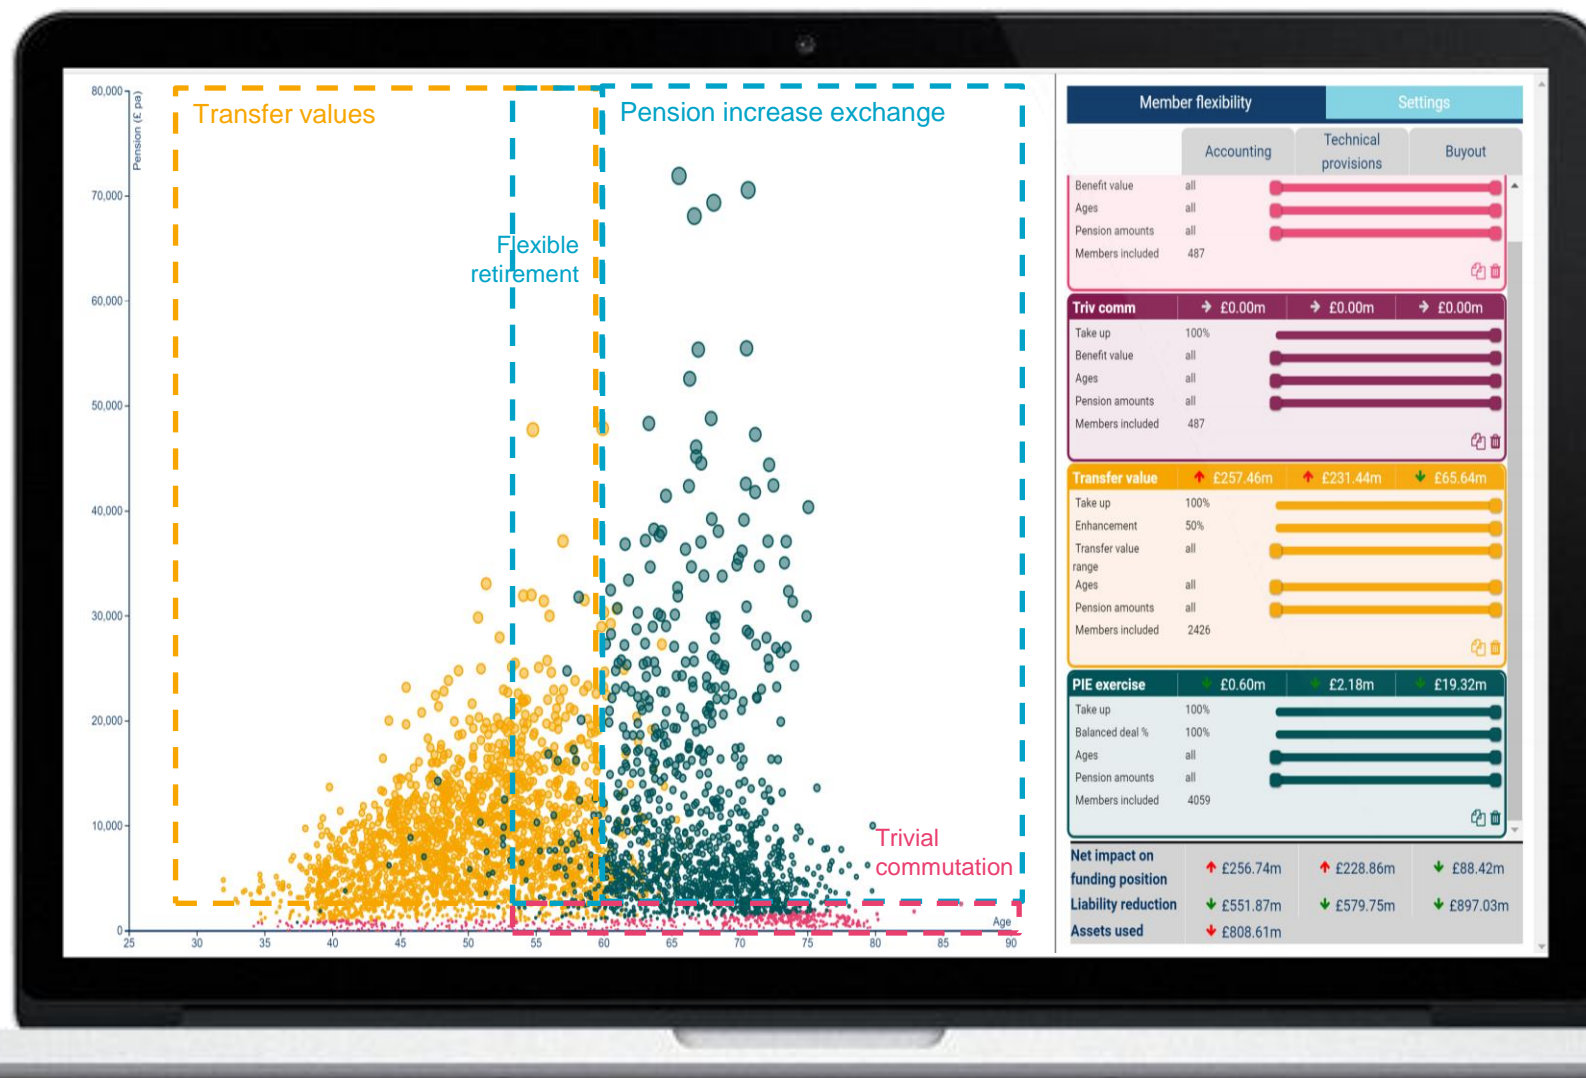 80,000
Pension (£ pa)
70,000
60,000
50,000
40,000
30,000
20,000
10,000
0
25 30 35 40 45 50 55 60 65 70 75 80 85 90
Age
Transfer values
Flexible
retirement
Pension increase exchange
Trivial
commutation
Member flexibility Settings
Accounting Technical provisions Buyout
Benefit value all
Ages all
Pension amounts all
Members included 487
Triv comm £0.00m £0.00m £0.00m
Take up 100%
Benefit value all
Ages all
Pension amounts all
Members included 487
Transfer value £257.46m £231.44m £65.64m
Take up 100%
Enhancement 50%
Transfer value all
range
Ages all
Pension amounts all
Members included 2426
PIE exercise £0.60m £2.18m £19.32m
Take up 100%
Balanced deal % 100%
Ages all
Pension amounts all
Members included 4059
Net impact on
funding position £256.74m £228.86m £88.42m
Liability reduction £551.87m £579.75m £897.03m
Assets used £808.61m